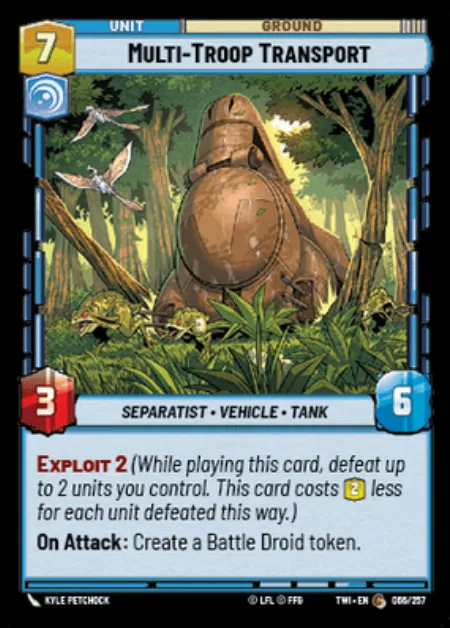 UNIT
GROUND
7
MULTI-TROOP TRANSPORT
3
SEPARATIST • VEHICLE • TANK
6
EXPLOIT 2 (While playing this card, defeat up
to 2 units you control. This card costs 2 less
for each unit defeated this way.)
On Attack: Create a Battle Droid token.
KYLE PETCHOCK
© LFL © FFG
TWI • EN
C
066/257